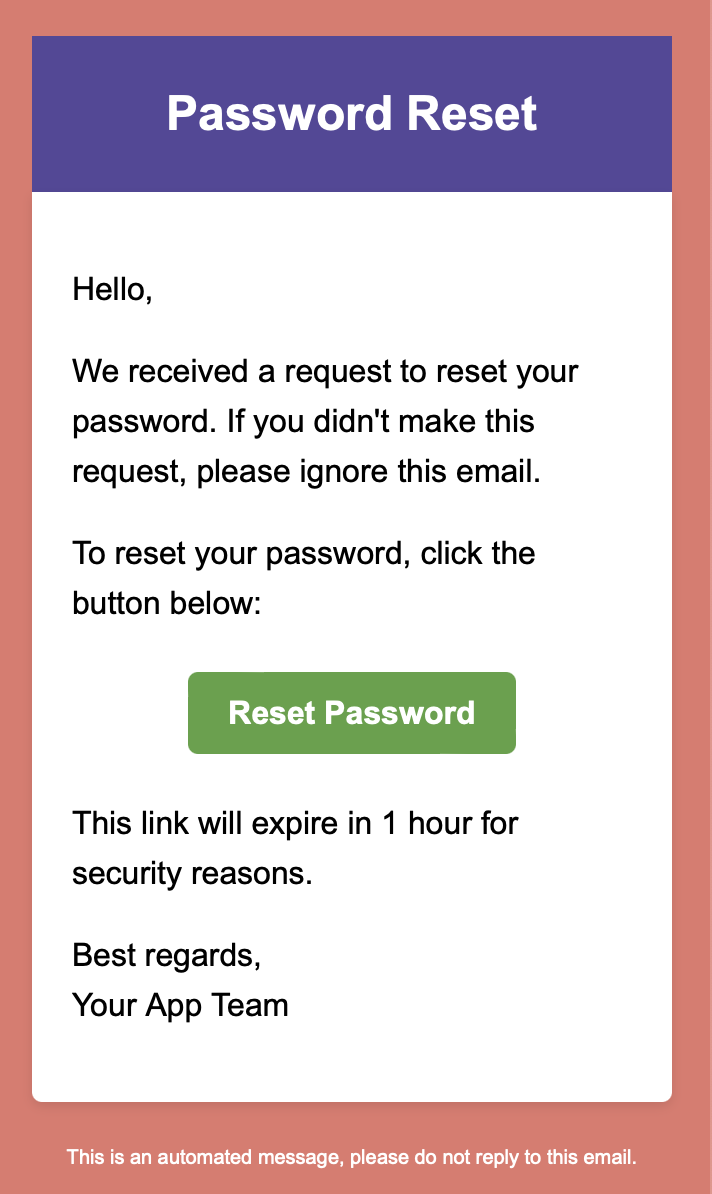 Password Reset
Hello,
We received a request to reset your
password. If you didn't make this
request, please ignore this email.
To reset your password, click the
button below:
Reset Password
This link will expire in 1 hour for
security reasons.
Best regards,
Your App Team
This is an automated message, please do not reply to this email.